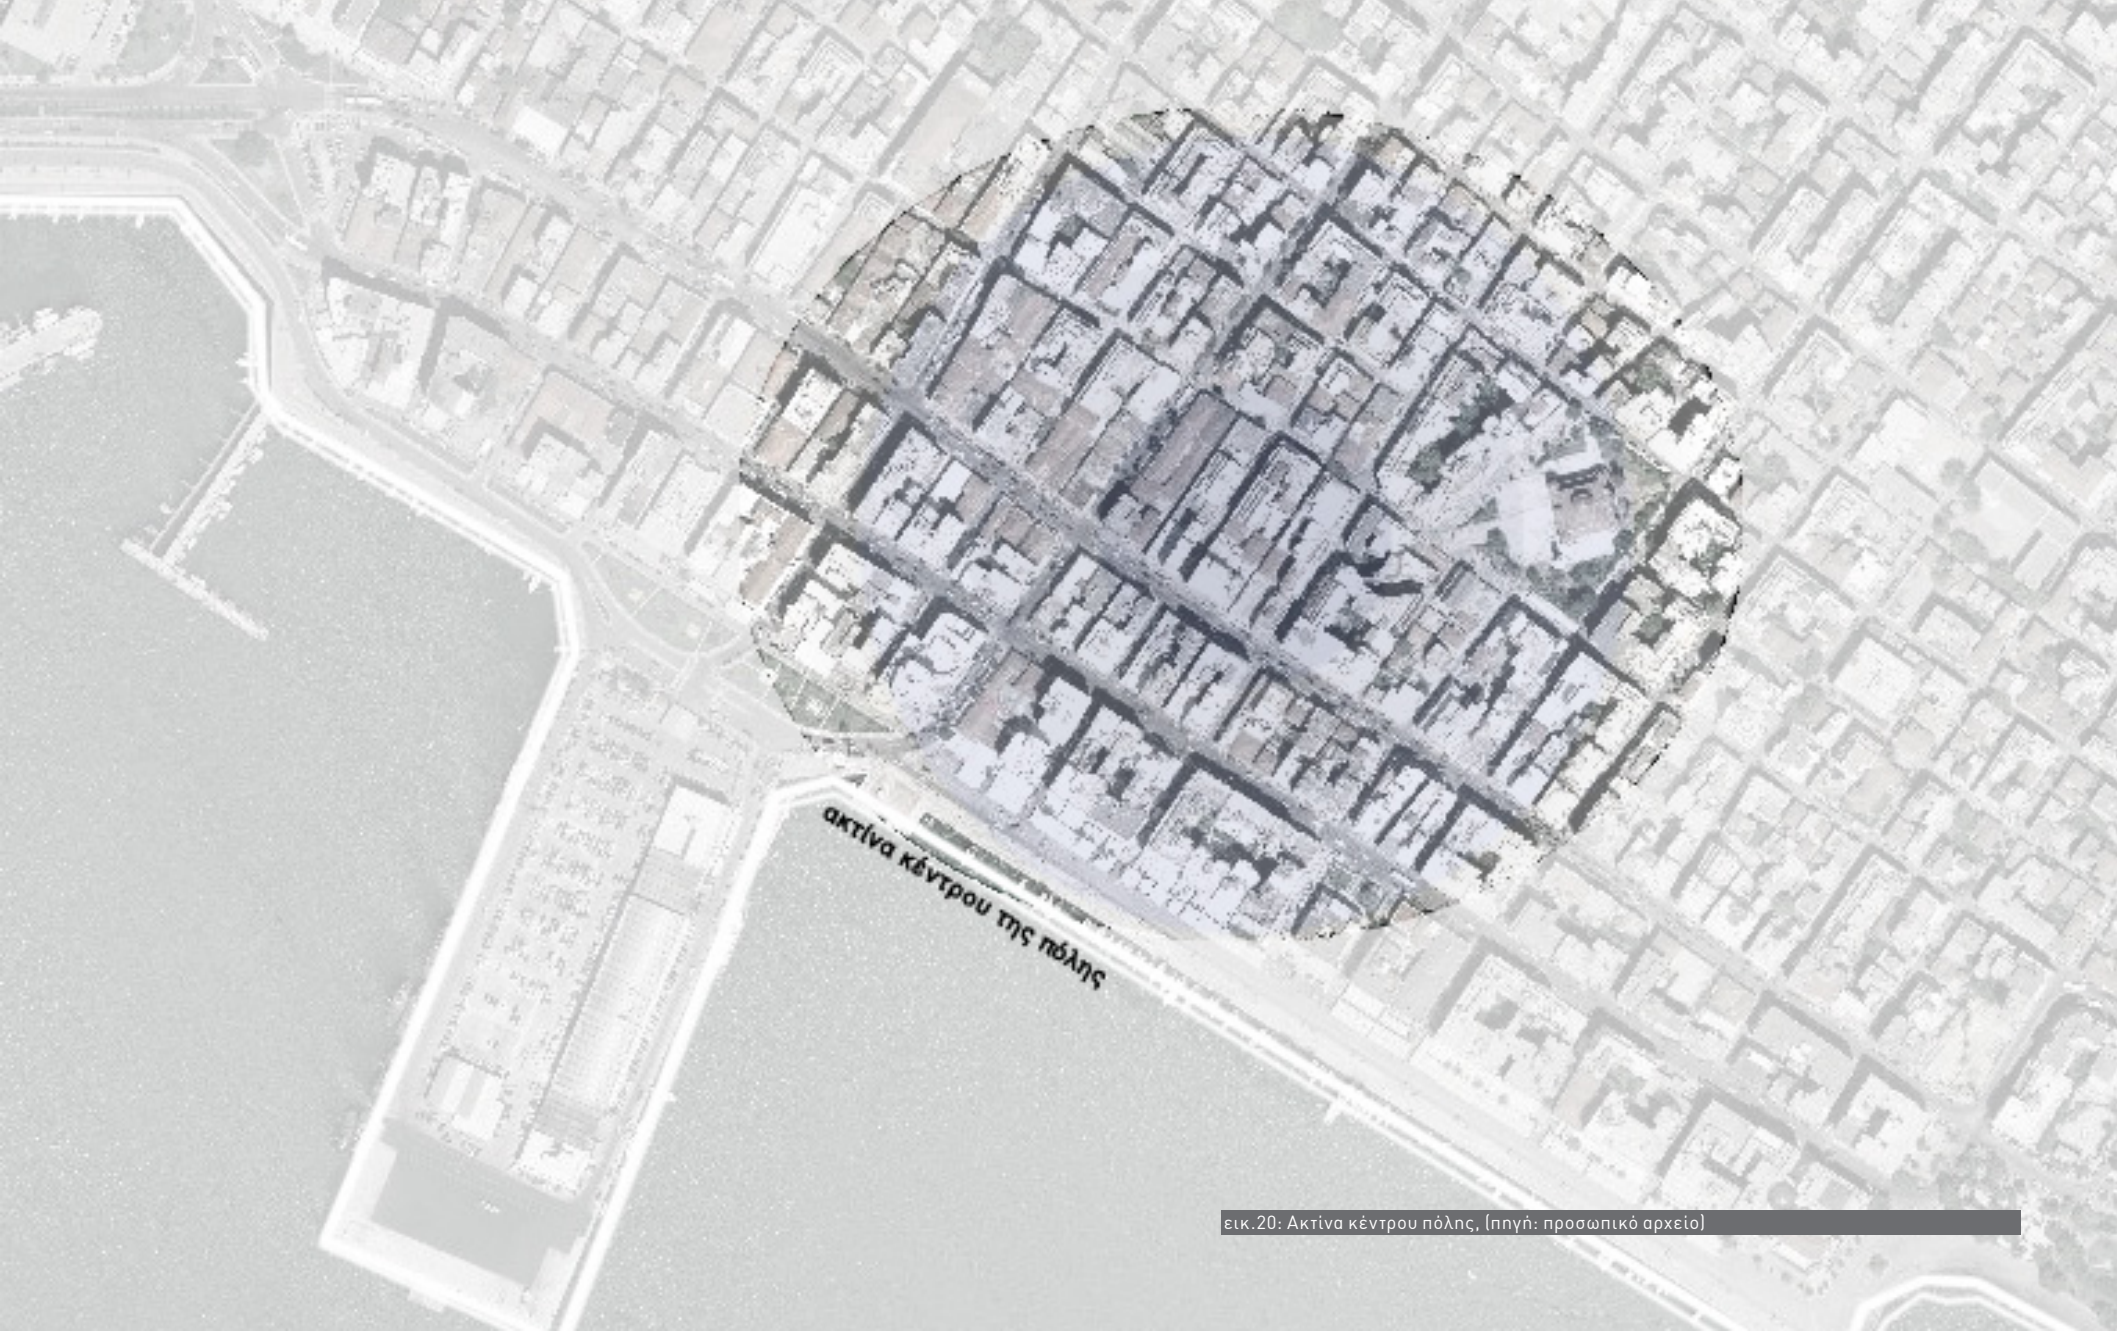 ακτίνα κέντρου της πόλης
εικ.20: Ακτίνα κέντρου πόλης, (πηγή: προσωπικό αρχείο)